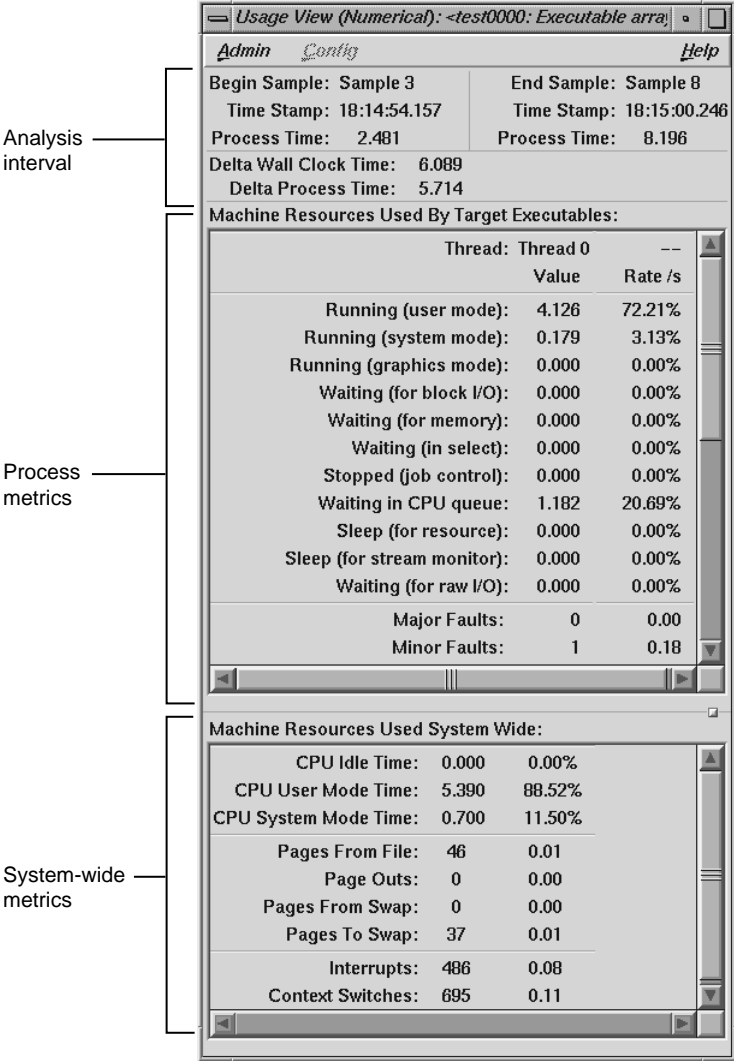 Usage View (Numerical): <test0000: Executable array
Admin Config Help
Begin Sample: Sample 3 End Sample: Sample 8
Time Stamp: 18:14:54.157 Time Stamp: 18:15:00.246
Process Time: 2.481 Process Time: 8.196
Analysis
interval
Delta Wall Clock Time: 6.089
Delta Process Time: 5.714
Machine Resources Used By Target Executables:
Thread: Thread 0 --
Value Rate /s
Running (user mode): 4.126 72.21%
Running (system mode): 0.179 3.13%
Running (graphics mode): 0.000 0.00%
Waiting (for block I/O): 0.000 0.00%
Waiting (for memory): 0.000 0.00%
Waiting (in select): 0.000 0.00%
Stopped (job control): 0.000 0.00%
Process
metrics
Waiting in CPU queue: 1.182 20.69%
Sleep (for resource): 0.000 0.00%
Sleep (for stream monitor): 0.000 0.00%
Waiting (for raw I/O): 0.000 0.00%
Major Faults: 0 0.00
Minor Faults: 1 0.18
Machine Resources Used System Wide:
CPU Idle Time: 0.000 0.00%
CPU User Mode Time: 5.390 88.52%
CPU System Mode Time: 0.700 11.50%
Pages From File: 46 0.01
System-wide
metrics
Page Outs: 0 0.00
Pages From Swap: 0 0.00
Pages To Swap: 37 0.01
Interrupts: 486 0.08
Context Switches: 695 0.11